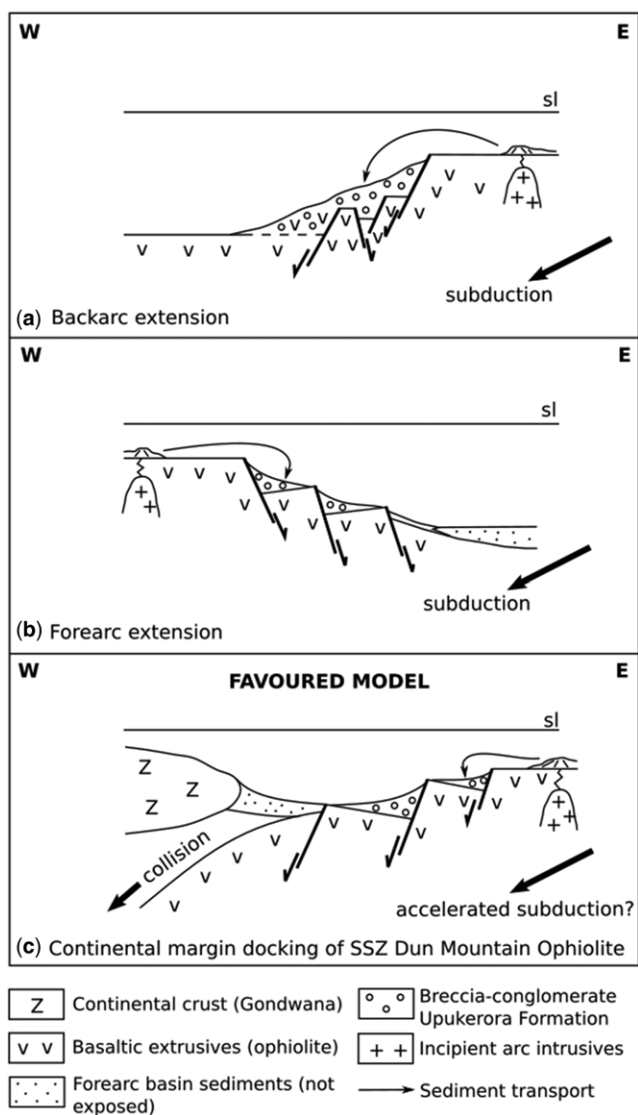 W E
sl
subduction
(a) Backarc extension
W E
sl
subduction
(b) Forearc extension
W E
FAVOURED MODEL
sl
Z
Z
Z
collision
accelerated subduction?
(c) Continental margin docking of SSZ Dun Mountain Ophiolite
Z Continental crust (Gondwana)
Breccia-conglomerate
Upukerora Formation
v v Basaltic extrusives (ophiolite)
++ Incipient arc intrusives
Forearc basin sediments (not
exposed)
Sediment transport